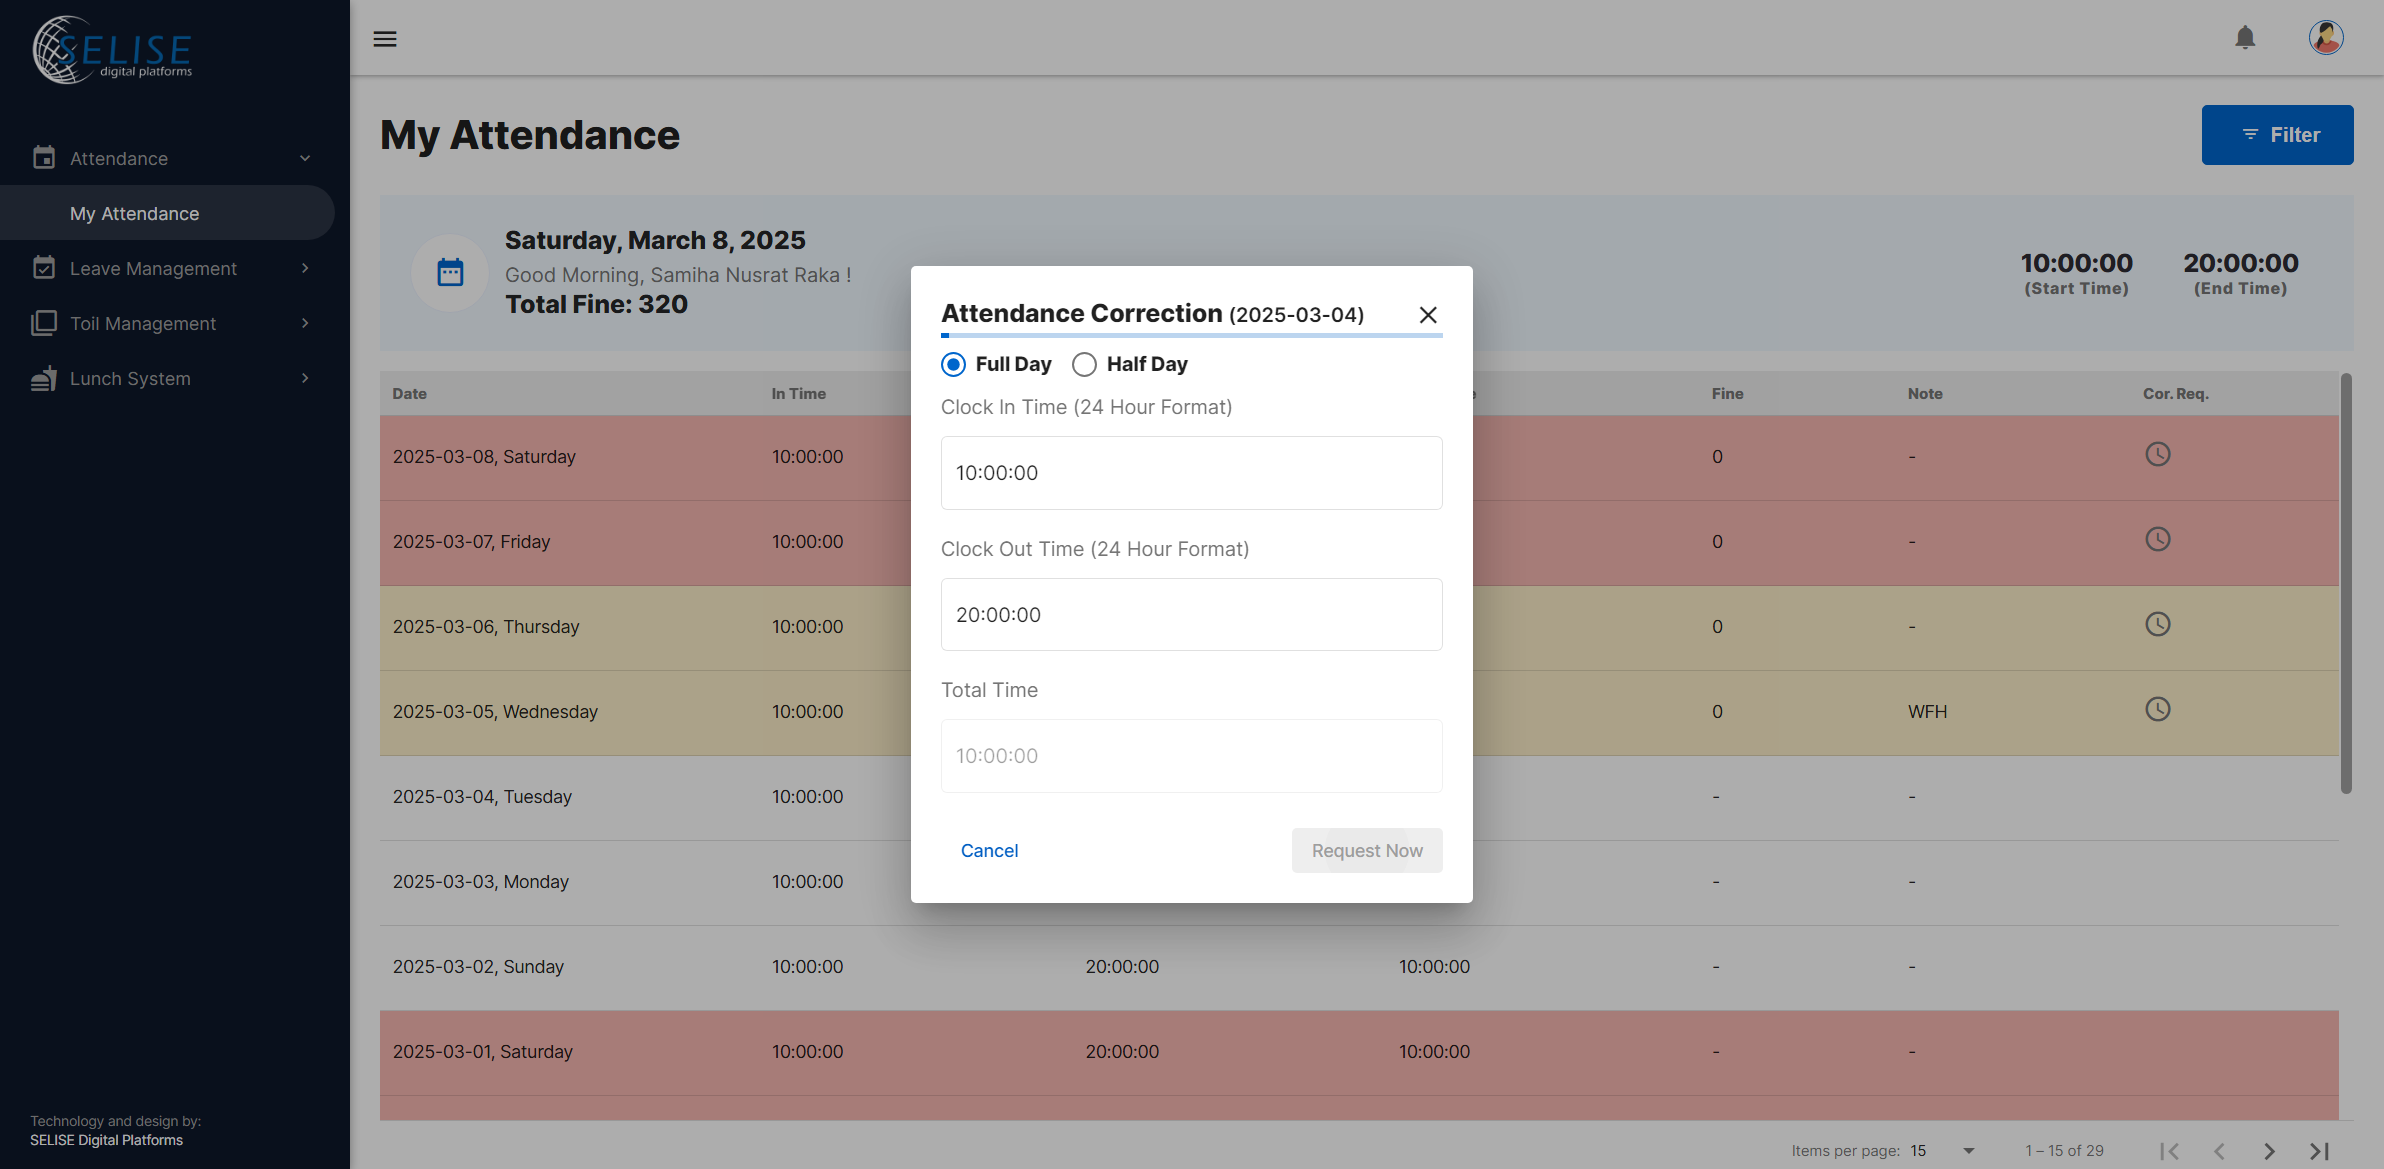 SELISE
digital platforms
Attendance
My Attendance
Leave Management
Toil Management
Lunch System
Technology and design by:
SELISE Digital Platforms
My Attendance
Filter
Saturday, March 8, 2025
Good Morning, Samiha Nusrat Raka !
Total Fine: 320
10:00:00
(Start Time)
20:00:00
(End Time)
Date In Time Fine Note Cor. Req.
2025-03-08, Saturday 10:00:00 0 -
2025-03-07, Friday 10:00:00 0 -
2025-03-06, Thursday 10:00:00 0 -
2025-03-05, Wednesday 10:00:00 0 WFH
2025-03-04, Tuesday 10:00:00 - -
2025-03-03, Monday 10:00:00 - -
2025-03-02, Sunday 10:00:00 20:00:00 10:00:00 - -
2025-03-01, Saturday 10:00:00 20:00:00 10:00:00 - -
Items per page: 15 1 – 15 of 29
Attendance Correction (2025-03-04)
Full Day Half Day
Clock In Time (24 Hour Format)
10:00:00
Clock Out Time (24 Hour Format)
20:00:00
Total Time
10:00:00
Cancel Request Now